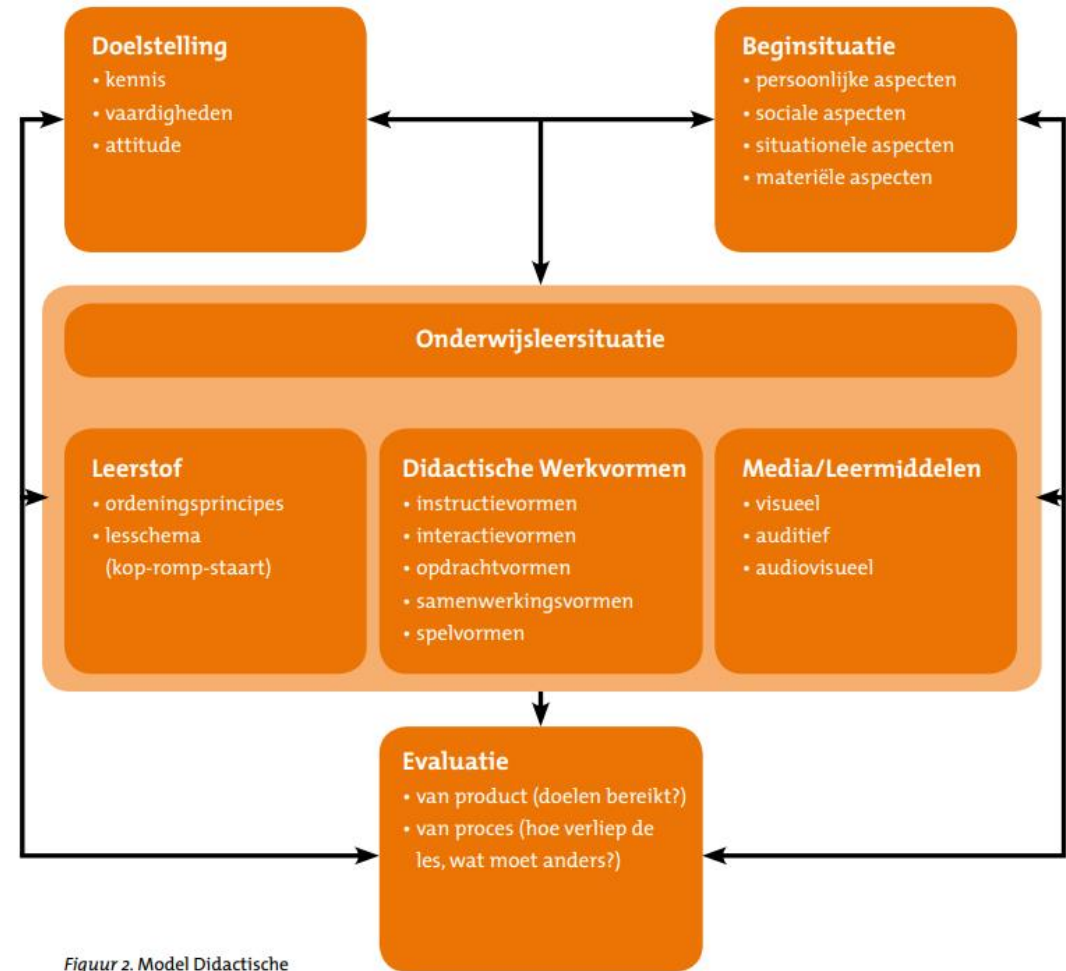 Doelstelling
• kennis
• vaardigheden
• attitude
Beginsituatie
• persoonlijke aspecten
• sociale aspecten
• situationele aspecten
• materiële aspecten
Onderwijsleersituatie
Leerstof
• ordeningsprincipes
• lesschema
(kop-romp-staart)
Didactische Werkvormen
• instructievormen
• interactievormen
• opdrachtvormen
• samenwerkingsvormen
• spelvormen
Media/Leermiddelen
• visueel
• auditief
• audiovisueel
Evaluatie
• van product (doelen bereikt?)
• van proces (hoe verliep de
les, wat moet anders?)
Figuur 2. Model Didactische